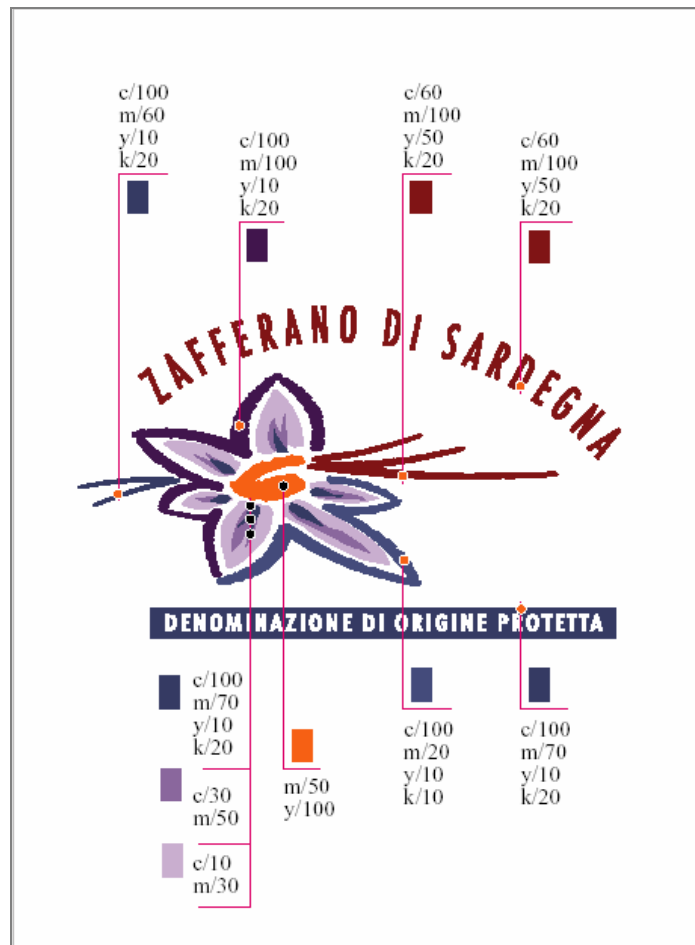 c/100
m/60
y/10
k/20
c/100
m/100
y/10
k/20
c/60
m/100
y/50
k/20
c/60
m/100
y/50
k/20
ZAFFERANO DI SARDEGNA
DENOMINAZIONE DI ORIGINE PROTETTA
c/100
m/70
y/10
k/20
c/30
m/50
c/10
m/30
m/50
y/100
c/100
m/20
y/10
k/10
c/100
m/70
y/10
k/20